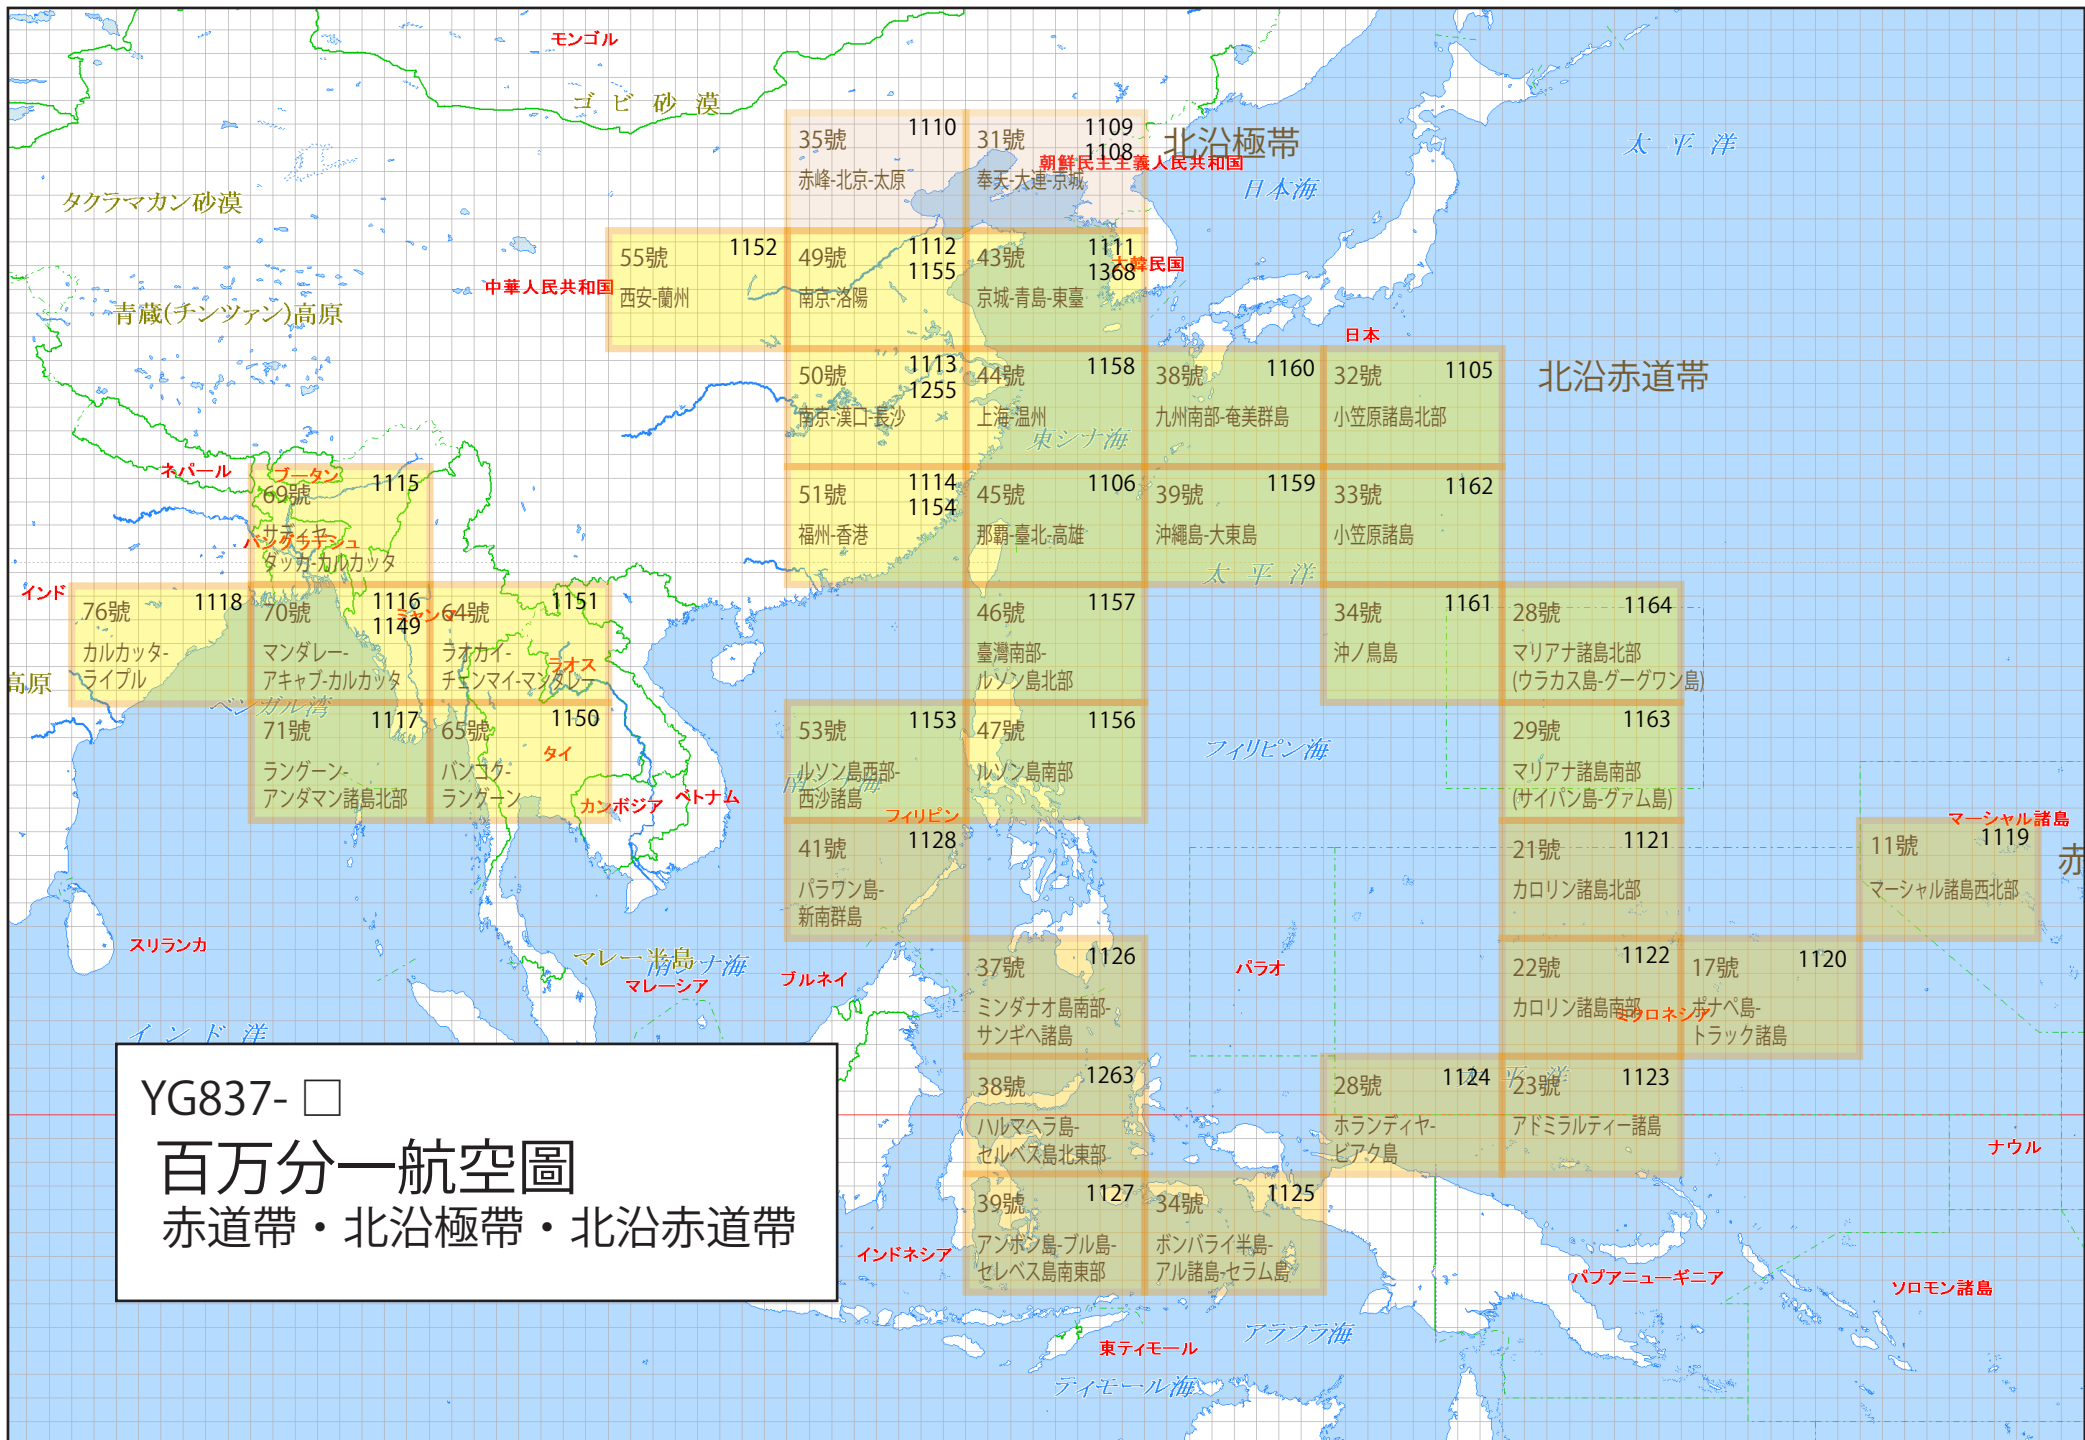 モンゴル
ゴビ砂漠
タクラマカン砂漠
青蔵(チンツァン)高原
中華人民共和国
北沿極帯
朝鮮民主主義人民共和国
日本海
太平洋
大韓民国
日本
北沿赤道帯
35號 1110
赤峰-北京-太原
31號 1109
1108
奉天-大連-京城
55號 1152
西安-蘭州
49號 1112
1155
南京-洛陽
43號 1111
1368
京城-青島-東臺
50號 1113
1255
南京-漢口-長沙
44號 1158
上海-温州
東シナ海
38號 1160
九州南部-奄美群島
32號 1105
小笠原諸島北部
51號 1114
1154
福州-香港
45號 1106
那覇-臺北-高雄
39號 1159
沖繩島-大東島
33號 1162
小笠原諸島
太平洋
ネパール
ブータン
69號 1115
サディヤ-
ダッカ-カルカッタ
バングラデシュ
インド
76號 1118
カルカッタ-
ライプル
70號 1116
1149
マンダレー-
アキャブ-カルカッタ
ミャンマー
64號 1151
ラオカイ-
チェンマイ-マンダレー
ラオス
46號 1157
臺灣南部-
ルソン島北部
34號 1161
沖ノ鳥島
28號 1164
マリアナ諸島北部
(ウラカス島-グーグワン島)
高原
ベンガル湾
71號 1117
ラングーン-
アンダマン諸島北部
65號 1150
バンコク-
ラングーン
タイ
カンボジア
ベトナム
53號 1153
ルソン島西部-
西沙諸島
南シナ海
47號 1156
ルソン島南部
フィリピン
フィリピン海
29號 1163
マリアナ諸島南部
(サイパン島-グァム島)
41號 1128
パラワン島-
新南群島
21號 1121
カロリン諸島北部
マーシャル諸島
11號 1119
マーシャル諸島西北部
赤
スリランカ
マレー半島
南シナ海
マレーシア
ブルネイ
37號 1126
ミンダナオ島南部-
サンギヘ諸島
パラオ
22號 1122
カロリン諸島南部
ミクロネシア
17號 1120
ポナペ島-
トラック諸島
インド洋
38號 1263
ハルマヘラ島-
セルベス島北東部
28號 1124
ホランディヤ-
ビアク島
太平洋
23號 1123
アドミラルティー諸島
ナウル
39號 1127
アンボン島-ブル島-
セレベス島南東部
34號 1125
ボンバライ半島-
アル諸島-セラム島
インドネシア
パプアニューギニア
ソロモン諸島
アラフラ海
東ティモール
ティモール海
YG837- □
百万分一航空圖
赤道帶・北沿極帶・北沿赤道帶